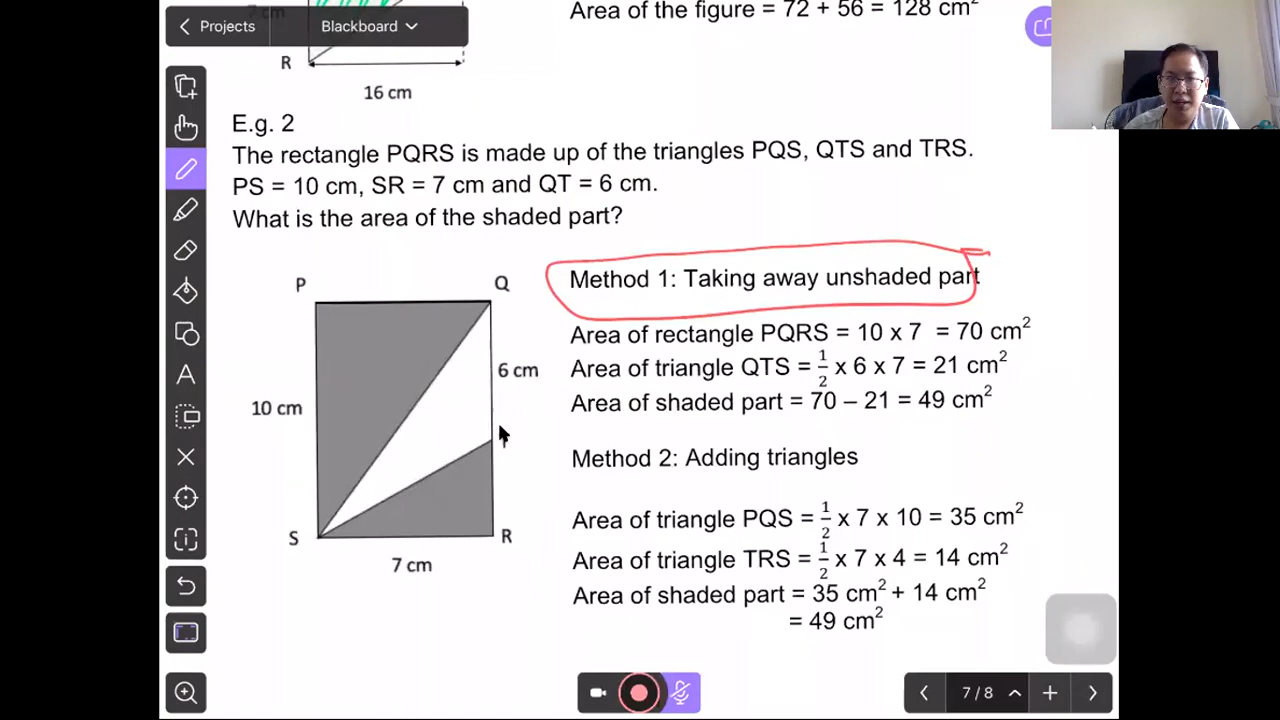 7 cm
Area of the figure = 72 + 56 = 128 cm²
Projects
Blackboard
R
16 cm
E.g. 2
The rectangle PQRS is made up of the triangles PQS, QTS and TRS.
PS = 10 cm, SR = 7 cm and QT = 6 cm.
What is the area of the shaded part?
P
Q
6 cm
10 cm
S
R
7 cm
Method 1: Taking away unshaded part
Area of rectangle PQRS = 10 x 7 = 70 cm²
Area of triangle QTS = 1/2 x 6 x 7 = 21 cm²
Area of shaded part = 70 – 21 = 49 cm²
Method 2: Adding triangles
Area of triangle PQS = 1/2 x 7 x 10 = 35 cm²
Area of triangle TRS = 1/2 x 7 x 4 = 14 cm²
Area of shaded part = 35 cm² + 14 cm²
= 49 cm²
7 / 8